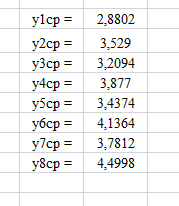 y1cp = 2,8802
y2cp = 3,529
y3cp = 3,2094
y4cp = 3,877
y5cp = 3,4374
y6cp = 4,1364
y7cp = 3,7812
y8cp = 4,4998